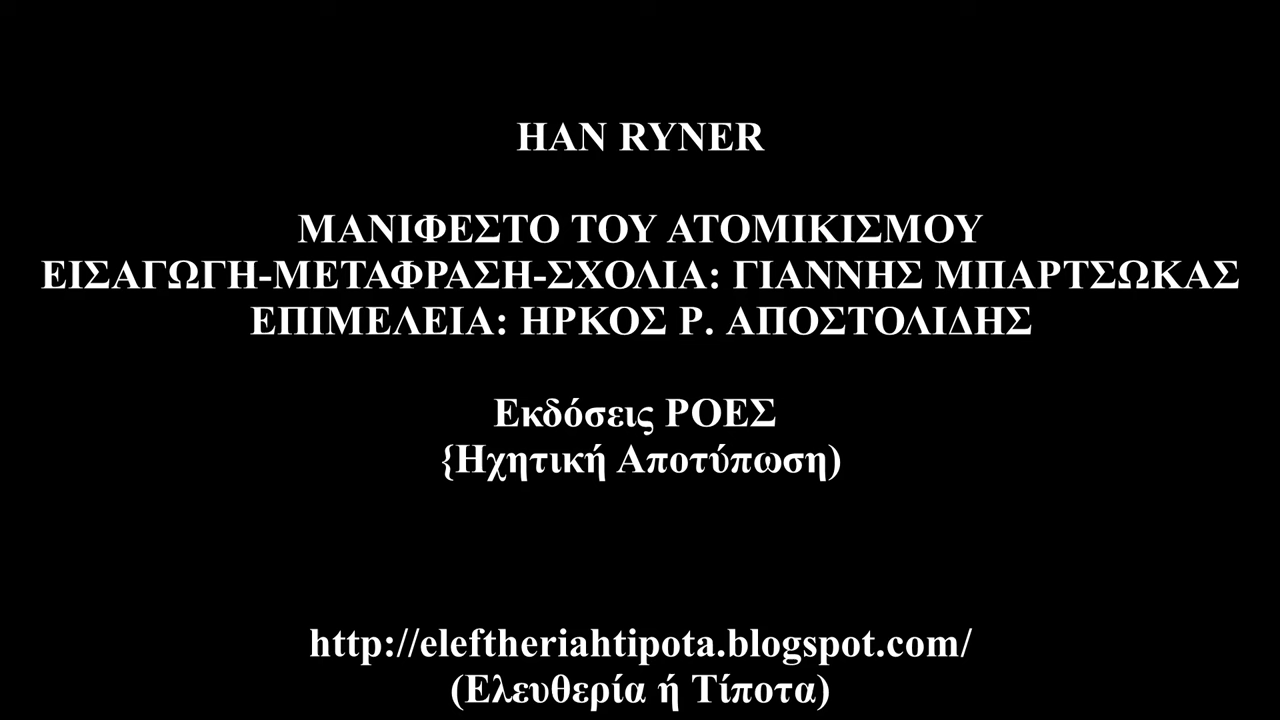 HAN RYNER
ΜΑΝΙΦΕΣΤΟ ΤΟΥ ΑΤΟΜΙΚΙΣΜΟΥ
ΕΙΣΑΓΩΓΗ-ΜΕΤΑΦΡΑΣΗ-ΣΧΟΛΙΑ: ΓΙΑΝΝΗΣ ΜΠΑΡΤΣΩΚΑΣ
ΕΠΙΜΕΛΕΙΑ: ΗΡΚΟΣ Ρ. ΑΠΟΣΤΟΛΙΔΗΣ
Εκδόσεις ΡΟΕΣ
{Ηχητική Αποτύπωση)
http://eleftheriahtipota.blogspot.com/
(Ελευθερία ή Τίποτα)